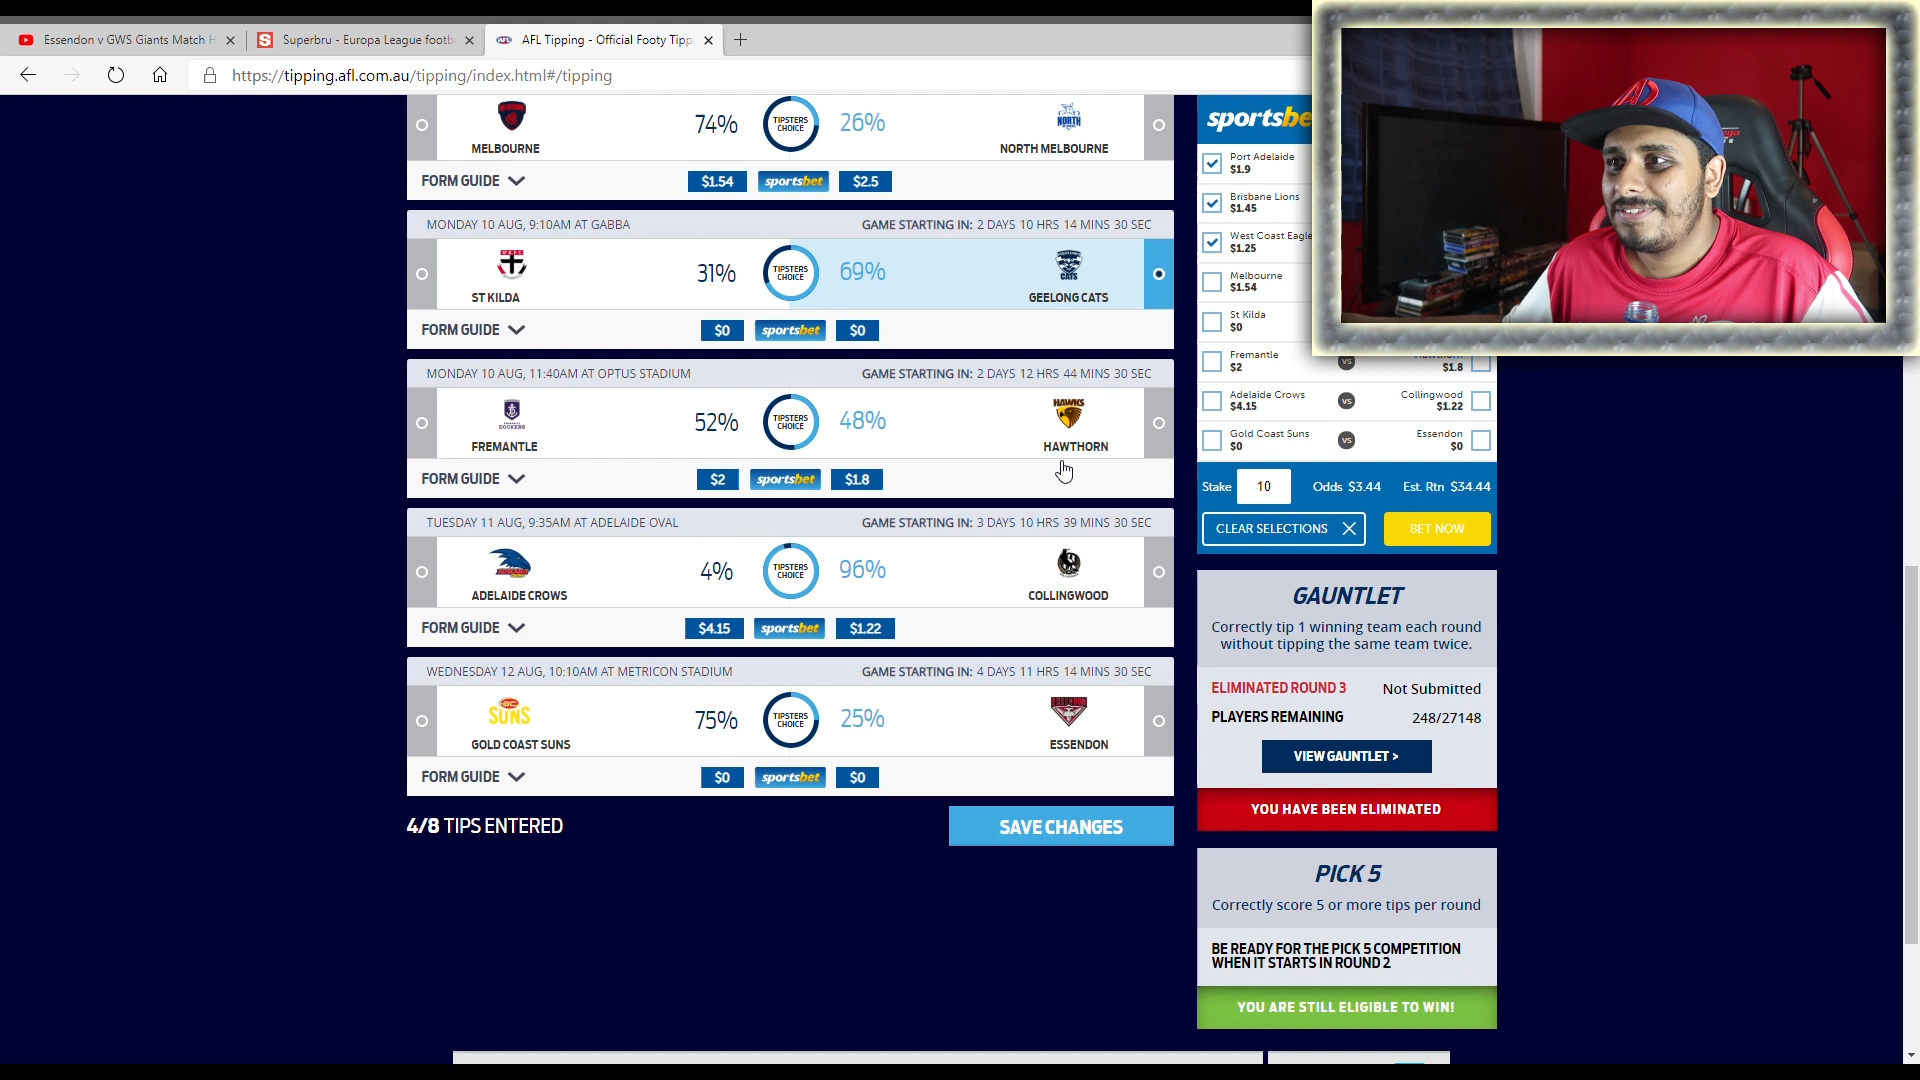 Essendon v GWS Giants Match H
Superbru - Europa League footb
AFL Tipping - Official Footy Tipp
https://tipping.afl.com.au/tipping/index.html#/tipping
74% TIPSTERS CHOICE 26%
MELBOURNE NORTH MELBOURNE
FORM GUIDE $1.54 sportsbet $2.5
MONDAY 10 AUG, 9:10AM AT GABBA GAME STARTING IN: 2 DAYS 10 HRS 14 MINS 30 SEC
31% TIPSTERS CHOICE 69%
ST KILDA GEELONG CATS
FORM GUIDE $0 sportsbet $0
MONDAY 10 AUG, 11:40AM AT OPTUS STADIUM GAME STARTING IN: 2 DAYS 12 HRS 44 MINS 30 SEC
52% TIPSTERS CHOICE 48%
FREMANTLE HAWTHORN
FORM GUIDE $2 sportsbet $1.8
TUESDAY 11 AUG, 9:35AM AT ADELAIDE OVAL GAME STARTING IN: 3 DAYS 10 HRS 39 MINS 30 SEC
4% TIPSTERS CHOICE 96%
ADELAIDE CROWS COLLINGWOOD
FORM GUIDE $4.15 sportsbet $1.22
WEDNESDAY 12 AUG, 10:10AM AT METRICON STADIUM GAME STARTING IN: 4 DAYS 11 HRS 14 MINS 30 SEC
75% TIPSTERS CHOICE 25%
GOLD COAST SUNS ESSENDON
FORM GUIDE $0 sportsbet $0
4/8 TIPS ENTERED SAVE CHANGES
sportsbe
Port Adelaide
$1.9
Brisbane Lions
$1.45
West Coast Eagle
$1.25
Melbourne
$1.54
St Kilda
$0
Fremantle
$2 vs $1.8
Adelaide Crows Collingwood
$4.15 vs $1.22
Gold Coast Suns Essendon
$0 vs $0
Stake 10 Odds $3.44 Est. Rtn $34.44
CLEAR SELECTIONS BET NOW
GAUNTLET
Correctly tip 1 winning team each round
without tipping the same team twice.
ELIMINATED ROUND 3 Not Submitted
PLAYERS REMAINING 248/27148
VIEW GAUNTLET >
YOU HAVE BEEN ELIMINATED
PICK 5
Correctly score 5 or more tips per round
BE READY FOR THE PICK 5 COMPETITION
WHEN IT STARTS IN ROUND 2
YOU ARE STILL ELIGIBLE TO WIN!